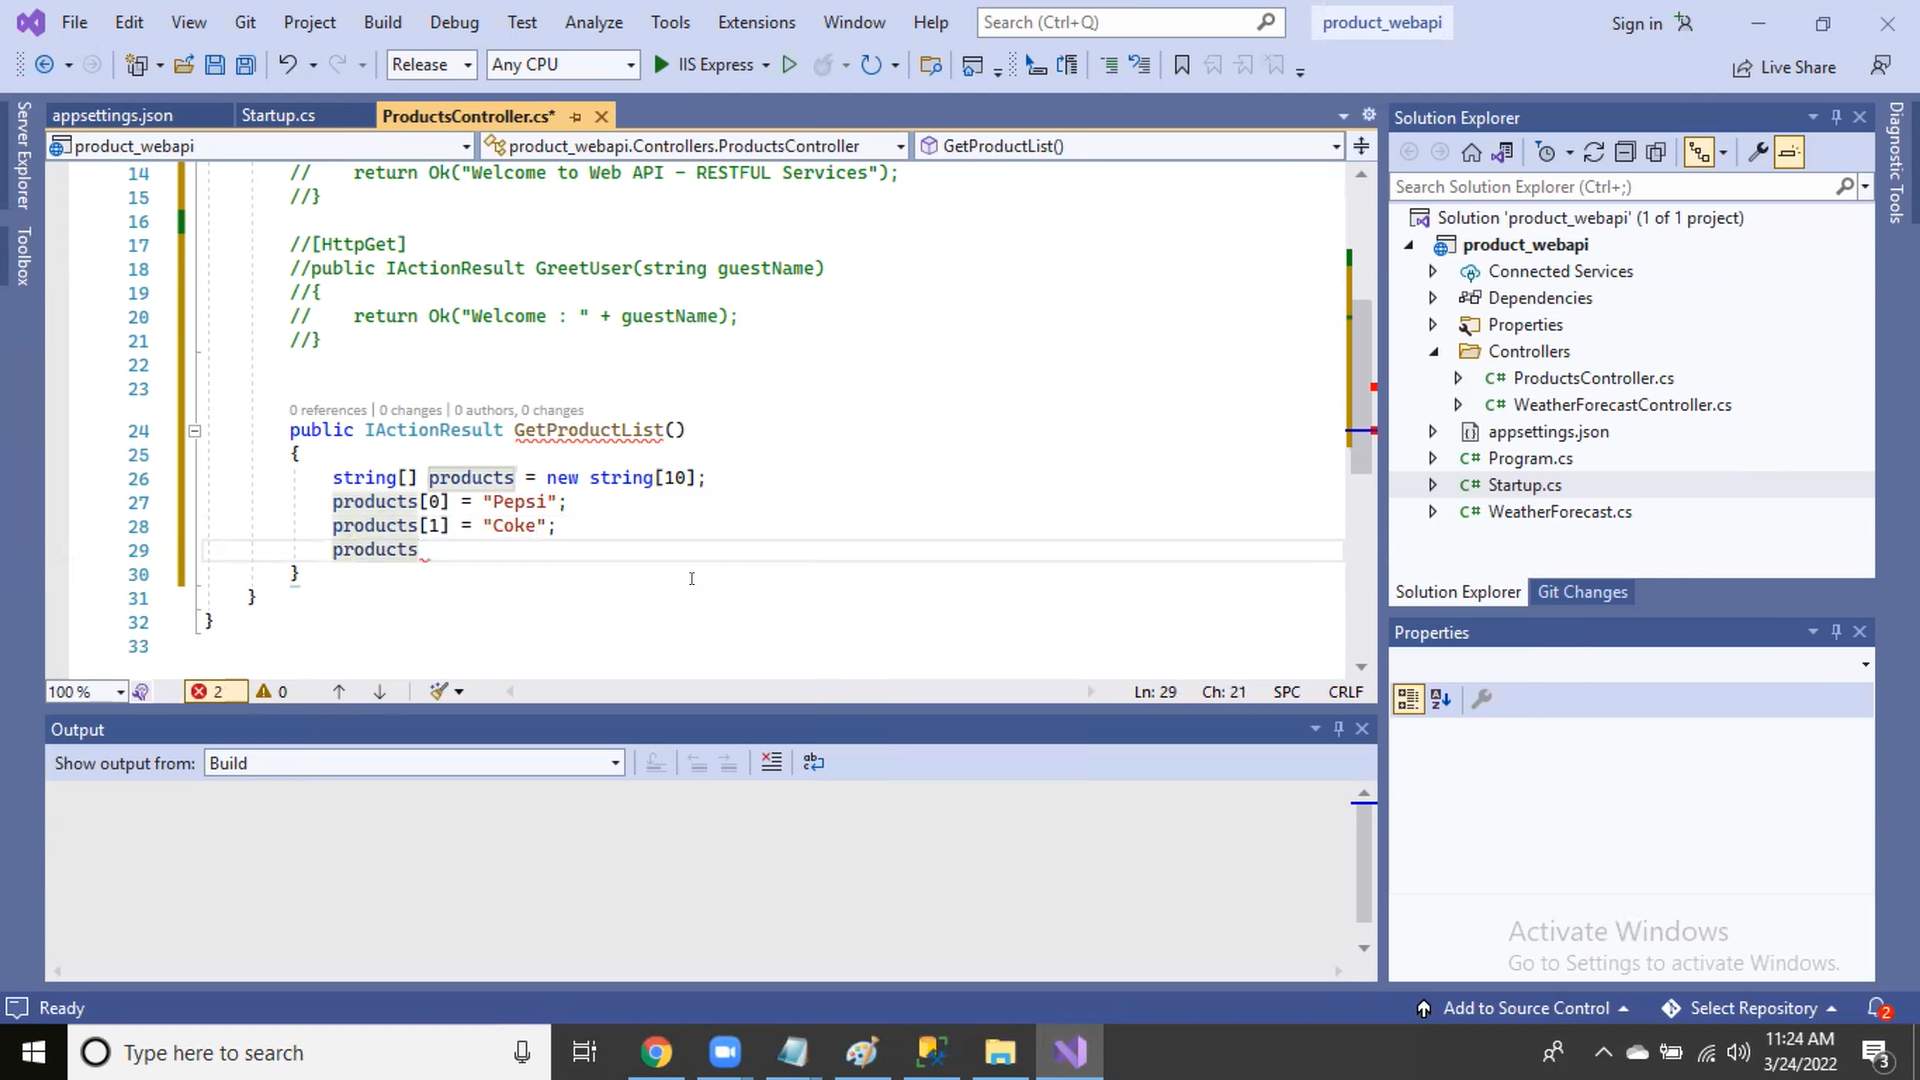 File Edit View Git Project Build Debug Test Analyze Tools Extensions Window Help Search (Ctrl+Q) product_webapi Sign in
Release Any CPU IIS Express Live Share
Server Explorer
Toolbox
appsettings.json Startup.cs ProductsController.cs*
product_webapi product_webapi.Controllers.ProductsController GetProductList()
14 // return Ok("Welcome to Web API - RESTFUL Services");
15 //}
16
17 //[HttpGet]
18 //public IActionResult GreetUser(string guestName)
19 //{
20 // return Ok("Welcome : " + guestName);
21 //}
22
23
0 references | 0 changes | 0 authors, 0 changes
24 public IActionResult GetProductList()
25 {
26 string[] products = new string[10];
27 products[0] = "Pepsi";
28 products[1] = "Coke";
29 products
30 }
31 }
32 }
33
100 % 2 0 Ln: 29 Ch: 21 SPC CRLF
Output
Show output from: Build
Solution Explorer
Search Solution Explorer (Ctrl+;)
Solution 'product_webapi' (1 of 1 project)
product_webapi
Connected Services
Dependencies
Properties
Controllers
C# ProductsController.cs
C# WeatherForecastController.cs
appsettings.json
C# Program.cs
C# Startup.cs
C# WeatherForecast.cs
Solution Explorer Git Changes
Properties
Diagnostic Tools
Activate Windows
Go to Settings to activate Windows.
Ready Add to Source Control Select Repository 2
Type here to search
11:24 AM
3/24/2022
3